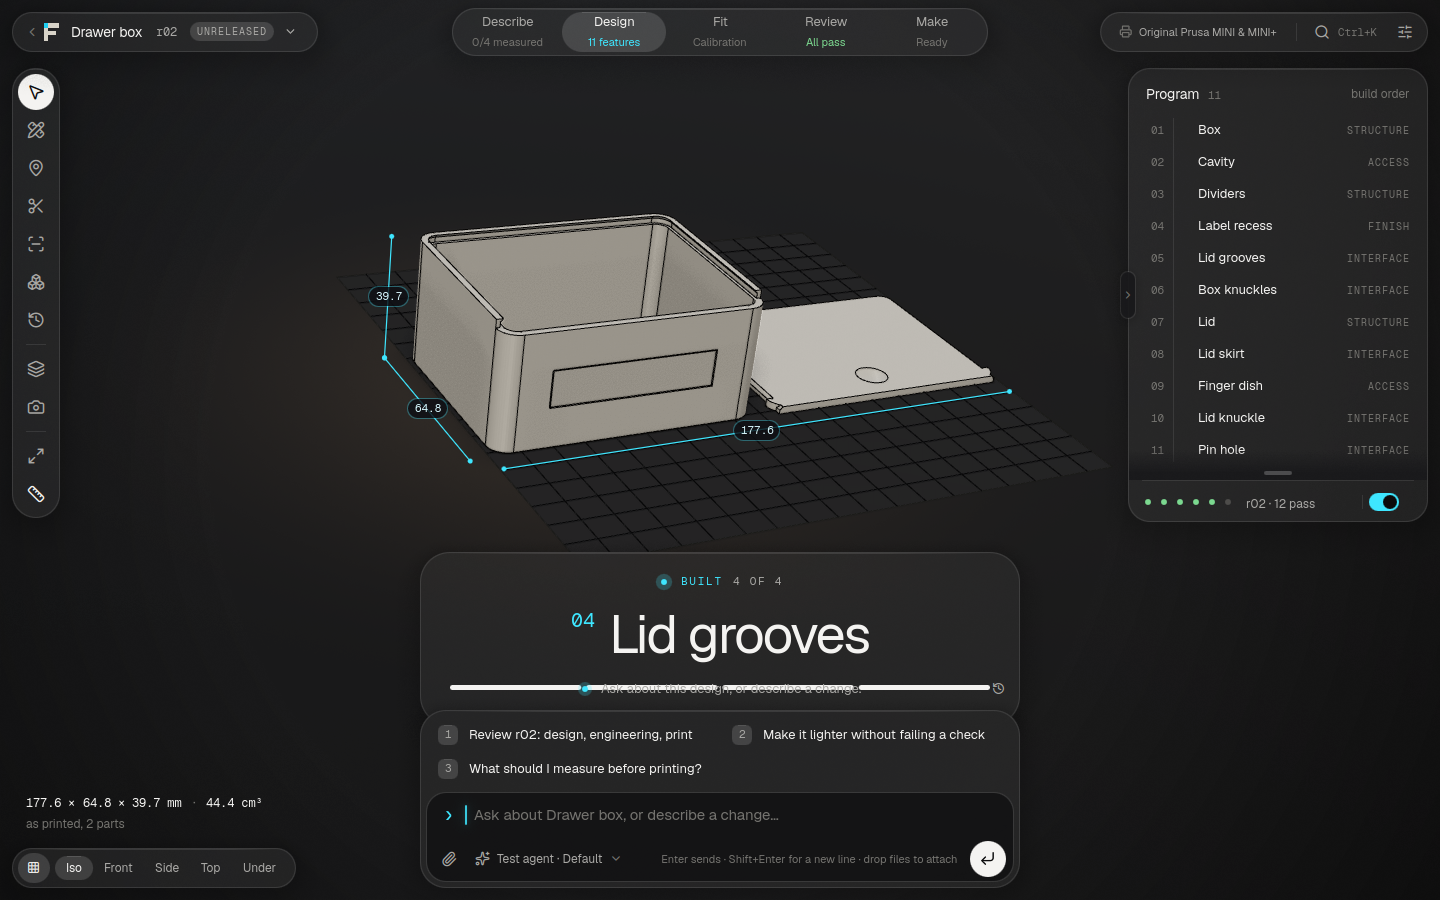 Drawer box r02 UNRELEASED
Describe
0/4 measured
Design
11 features
Fit
Calibration
Review
All pass
Make
Ready
Original Prusa MINI & MINI+
Ctrl+K
Program 11 build order
01 Box STRUCTURE
02 Cavity ACCESS
03 Dividers STRUCTURE
04 Label recess FINISH
05 Lid grooves INTERFACE
06 Box knuckles INTERFACE
07 Lid STRUCTURE
08 Lid skirt INTERFACE
09 Finger dish ACCESS
10 Lid knuckle INTERFACE
11 Pin hole INTERFACE
r02 · 12 pass
39.7
64.8
177.6
BUILT 4 OF 4
04 Lid grooves
Ask about this design, or describe a change.
1 Review r02: design, engineering, print
2 Make it lighter without failing a check
3 What should I measure before printing?
Ask about Drawer box, or describe a change...
Test agent · Default
Enter sends · Shift+Enter for a new line · drop files to attach
177.6 × 64.8 × 39.7 mm · 44.4 cm³
as printed, 2 parts
Iso Front Side Top Under